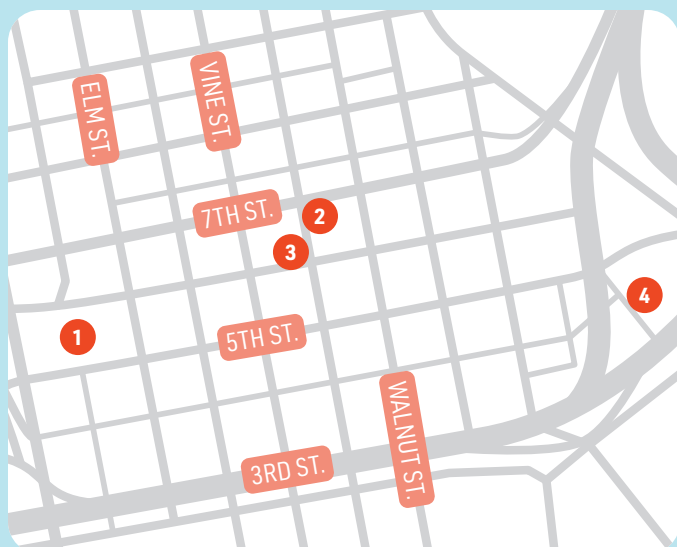 ELM ST.
VINE ST.
7TH ST.
2
3
4
1
5TH ST.
WALNUT ST.
3RD ST.